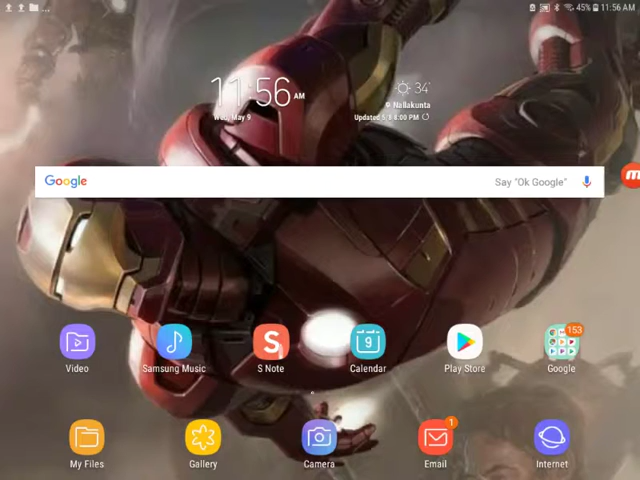 45% 11:56 AM
11:56 AM
Wed, May 9
34°
Nallakunta
Updated 5/8 8:00 PM
Google
Say "Ok Google"
m
153
9
S
Video
Samsung Music
S Note
Calendar
Play Store
Google
1
My Files
Gallery
Camera
Email
Internet